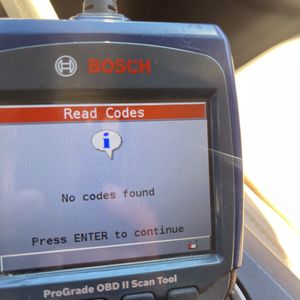 BOSCH
Read Codes
i
No codes found
Press ENTER to continue
ProGrade OBD II Scan Tool